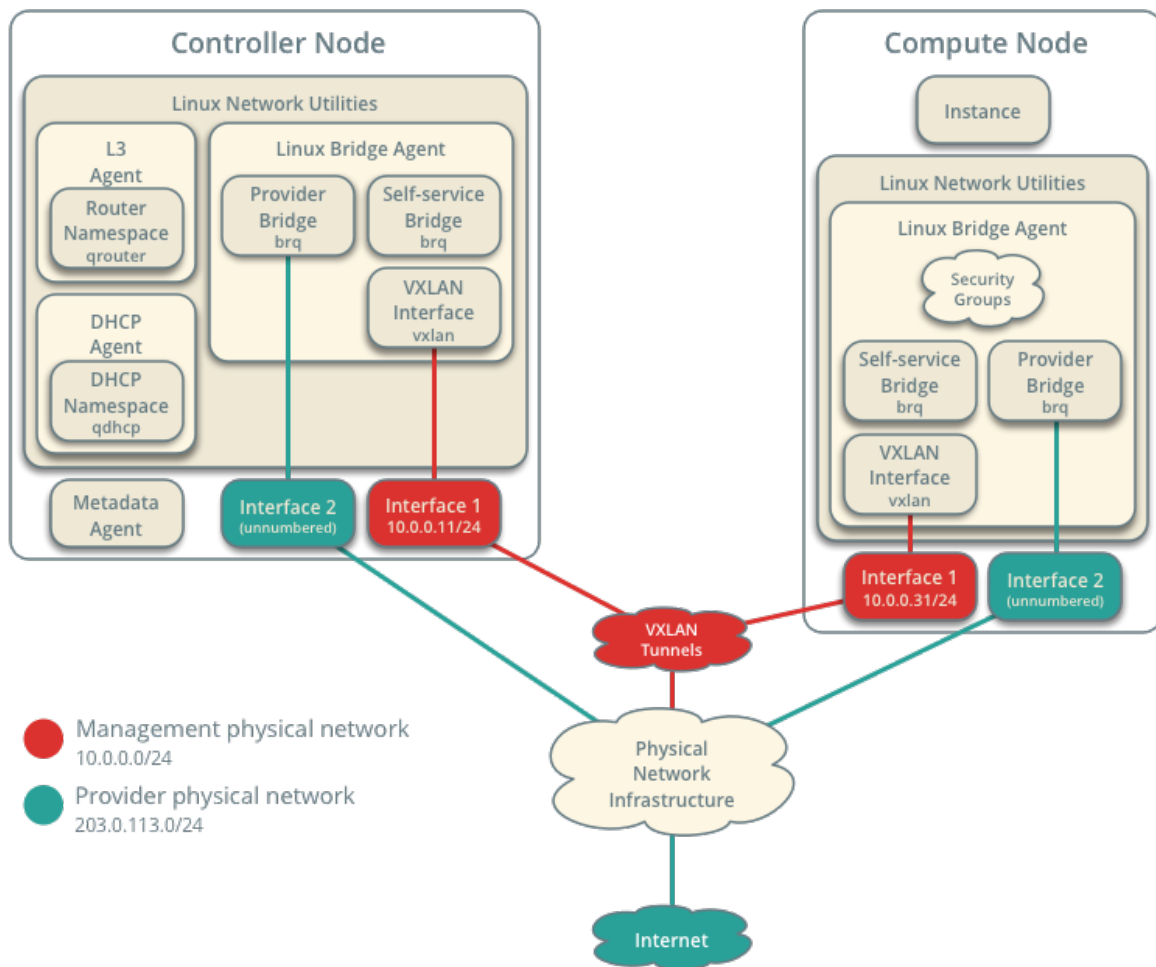 Controller Node
Linux Network Utilities
L3
Agent
Router
Namespace
qrouter
DHCP
Agent
DHCP
Namespace
qdhcp
Linux Bridge Agent
Provider
Bridge
brq
Self-service
Bridge
brq
VXLAN
Interface
vxlan
Metadata
Agent
Interface 2
(unnumbered)
Interface 1
10.0.0.11/24
Compute Node
Instance
Linux Network Utilities
Linux Bridge Agent
Security
Groups
Self-service
Bridge
brq
Provider
Bridge
brq
VXLAN
Interface
vxlan
Interface 1
10.0.0.31/24
Interface 2
(unnumbered)
VXLAN
Tunnels
Physical
Network
Infrastructure
Internet
Management physical network
10.0.0.0/24
Provider physical network
203.0.113.0/24